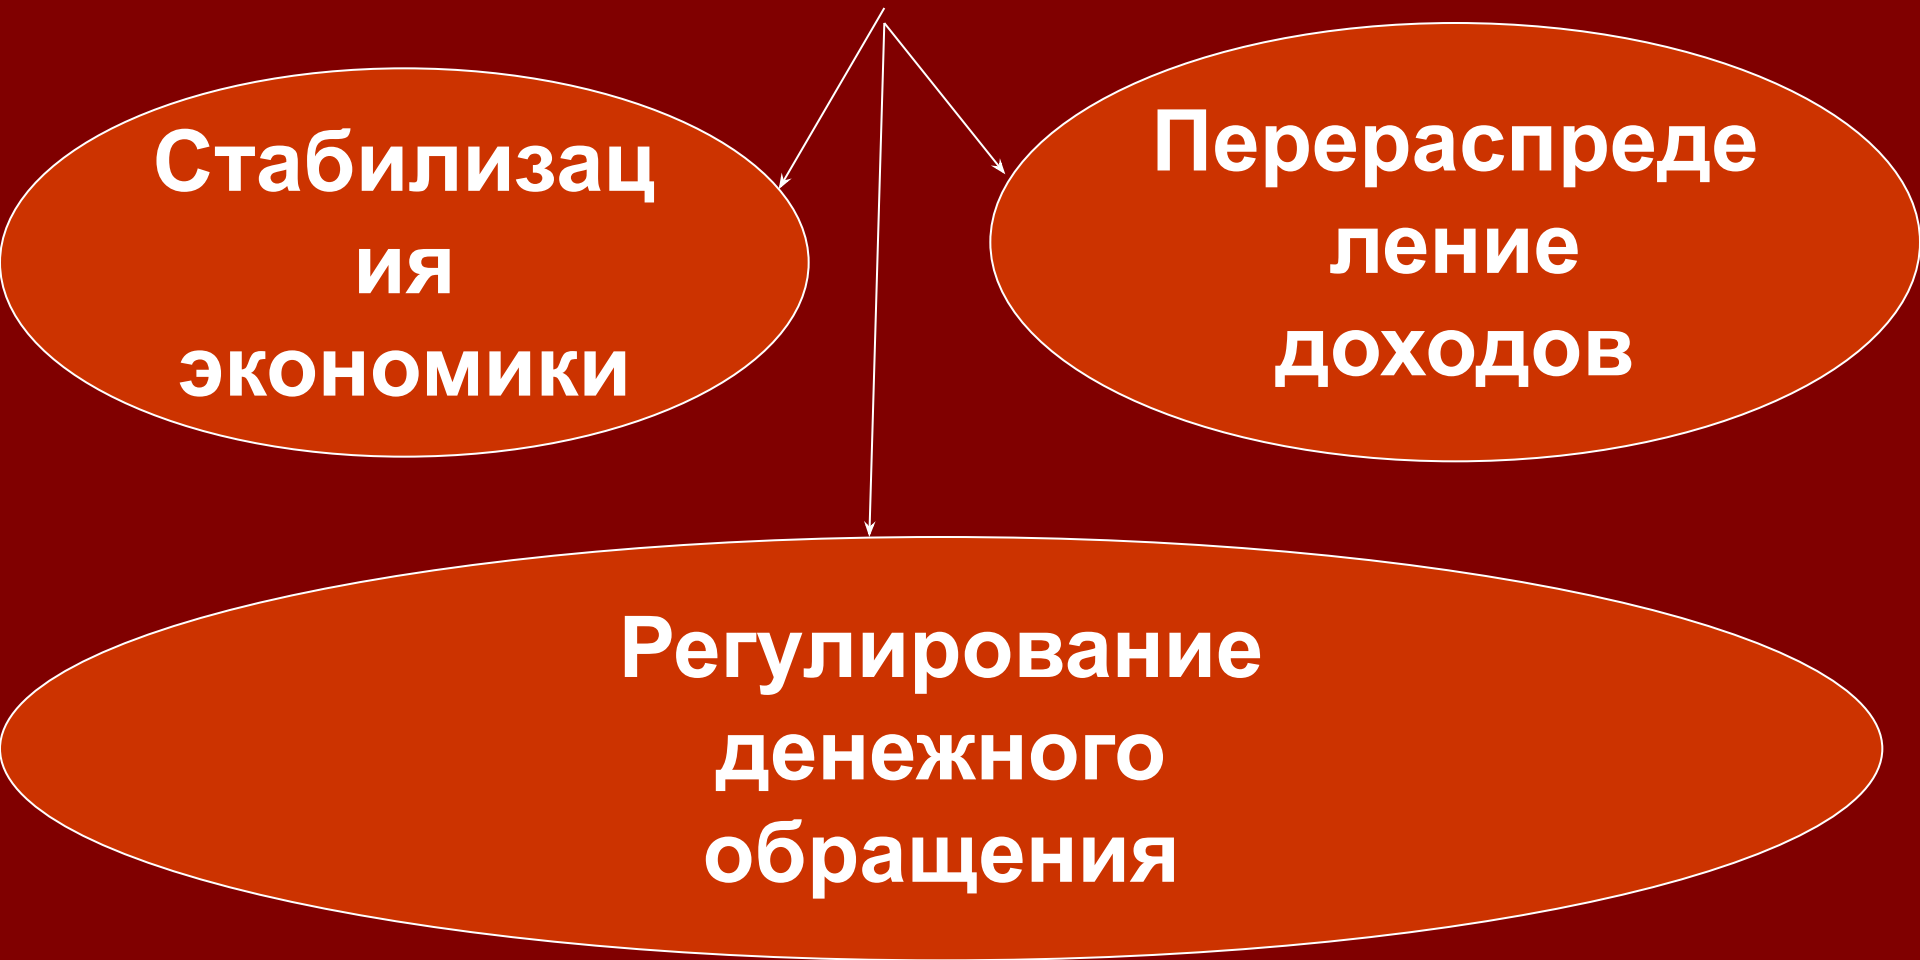 Стабилизац
ия
экономики
Перераспреде
ление
доходов
Регулирование
денежного
обращения